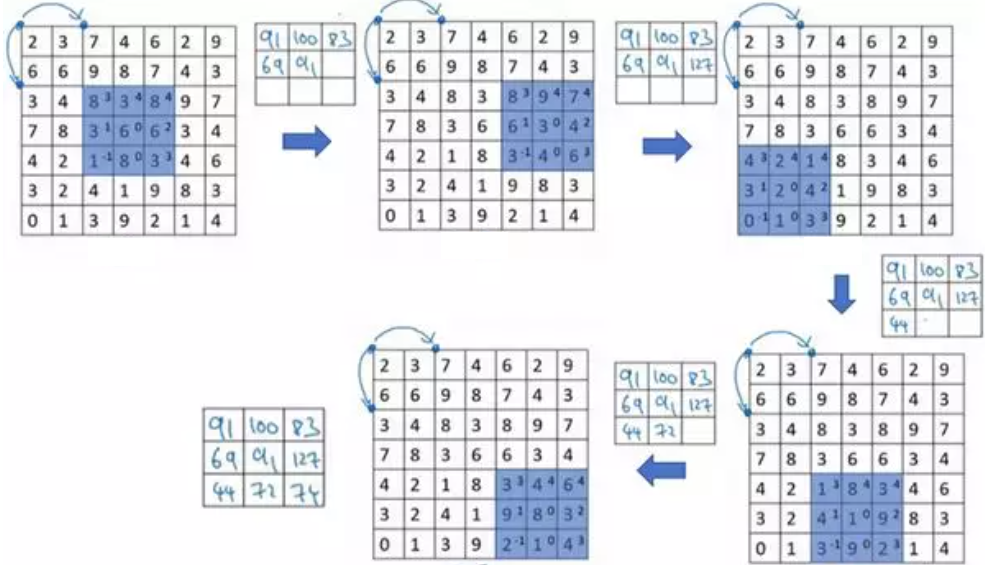 2 3 7 4 6 2 9
6 6 9 8 7 4 3
3 4 8³ 3⁴ 8⁴ 9 7
7 8 3¹ 6⁰ 6² 3 4
4 2 1⁻¹ 8⁰ 3³ 4 6
3 2 4 1 9 8 3
0 1 3 9 2 1 4
91 100 83
69 91
2 3 7 4 6 2 9
6 6 9 8 7 4 3
3 4 8 3 8³ 9⁴ 7⁴
7 8 3 6 6¹ 3⁰ 4²
4 2 1 8 3⁻¹ 4⁰ 6³
3 2 4 1 9 8 3
0 1 3 9 2 1 4
91 100 83
69 91 127
2 3 7 4 6 2 9
6 6 9 8 7 4 3
3 4 8 3 8 9 7
7 8 3 6 6 3 4
4³ 2⁴ 1⁴ 8 3 4 6
3¹ 2⁰ 4² 1 9 8 3
0⁻¹ 1⁰ 3³ 9 2 1 4
91 100 83
69 91 127
44
2 3 7 4 6 2 9
6 6 9 8 7 4 3
3 4 8 3 8 9 7
7 8 3 6 6 3 4
4 2 1³ 8⁴ 3⁴ 4 6
3 2 4¹ 1⁰ 9² 8 3
0 1 3⁻¹ 9⁰ 2³ 1 4
91 100 83
69 91 127
44 72
2 3 7 4 6 2 9
6 6 9 8 7 4 3
3 4 8 3 8 9 7
7 8 3 6 6 3 4
4 2 1 8 3³ 4⁴ 6⁴
3 2 4 1 9¹ 8⁰ 3²
0 1 3 9 2⁻¹ 1⁰ 4³
91 100 83
69 91 127
44 72 74